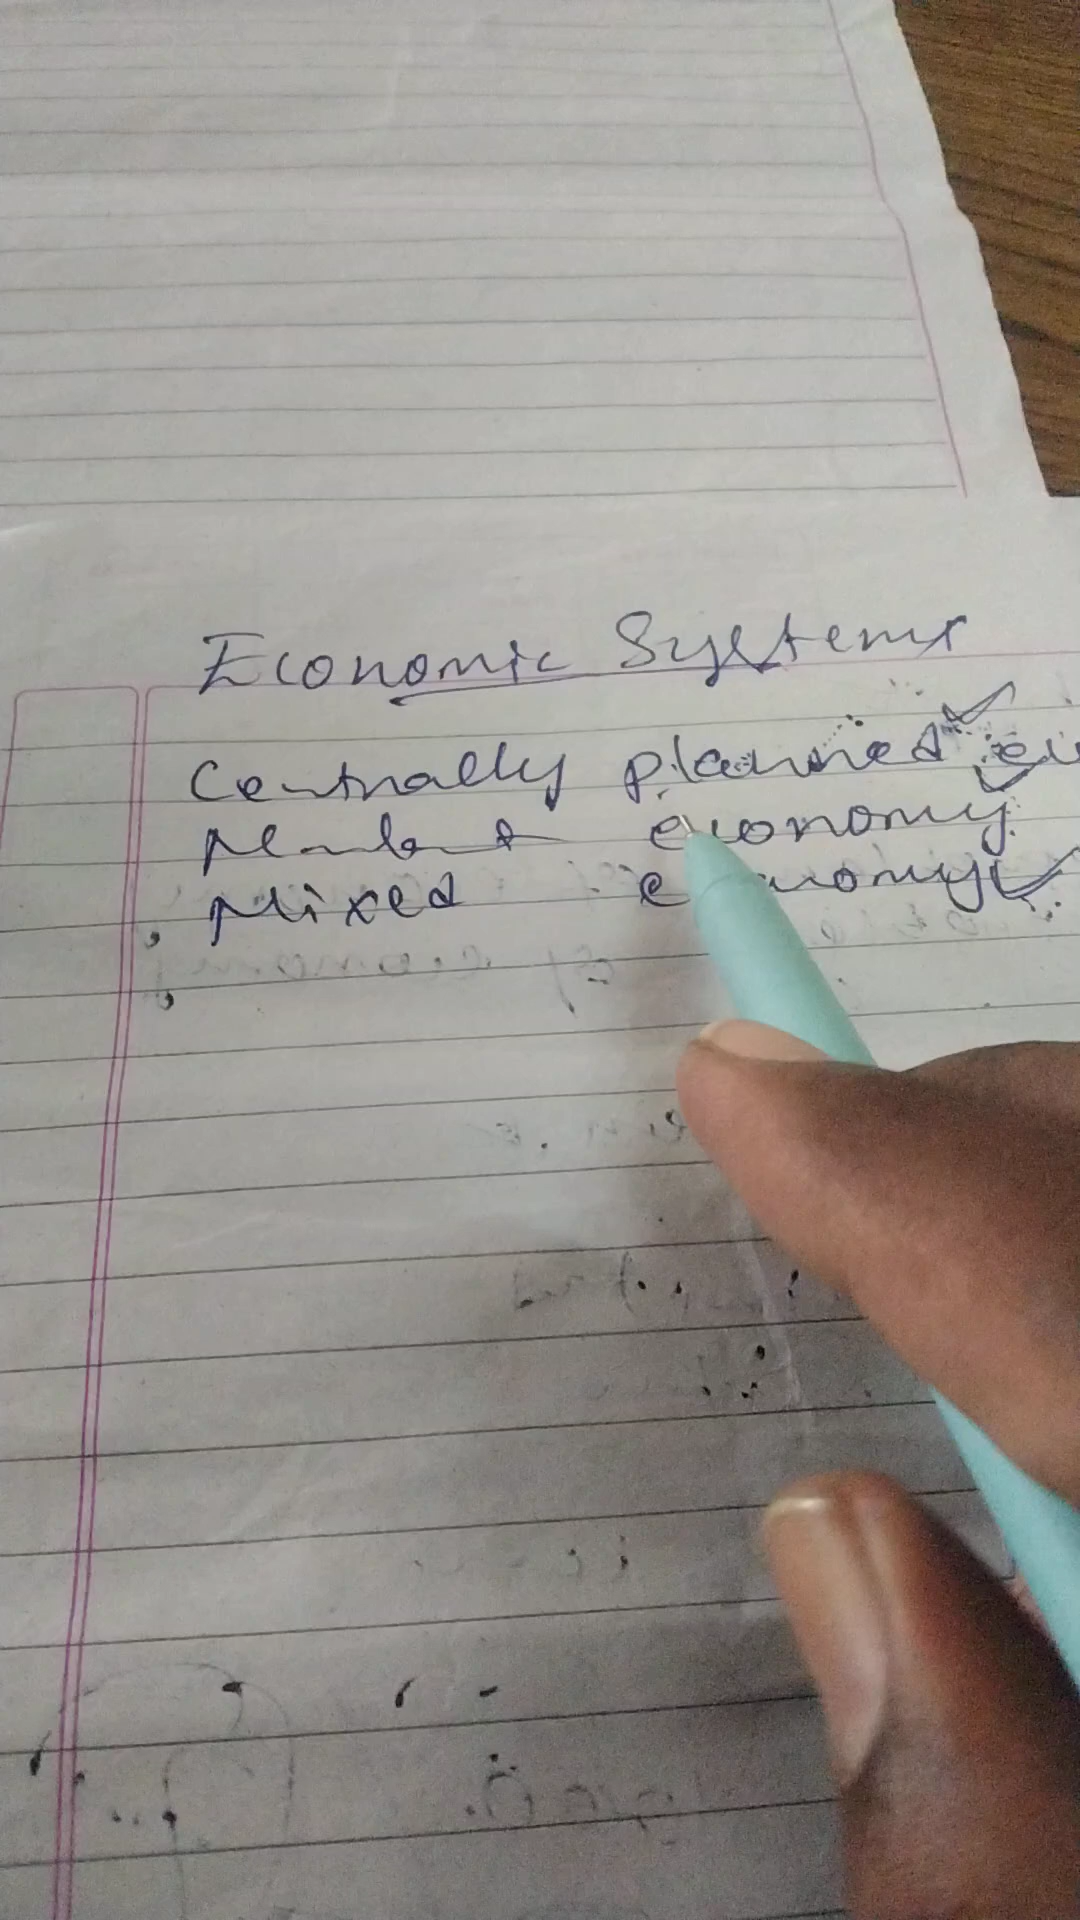 Economic Systems
Centrally planned
Market economy
Mixed economy